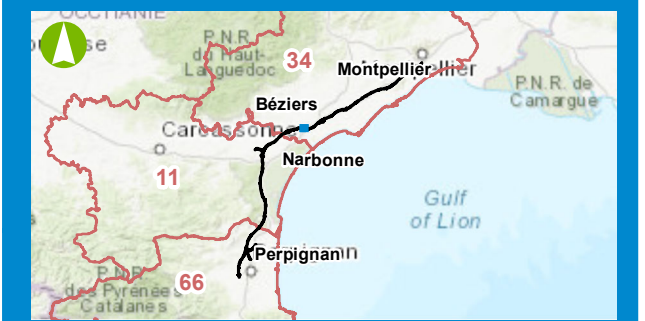 OCCITANIE
P.N.R.
du Haut-
Languedoc
34
Montpellier
P.N.R. de
Camargue
Béziers
Carcassonne
Narbonne
11
Gulf
of Lion
Perpignan
P.N.R.
des Pyrénées
Catalanes
66